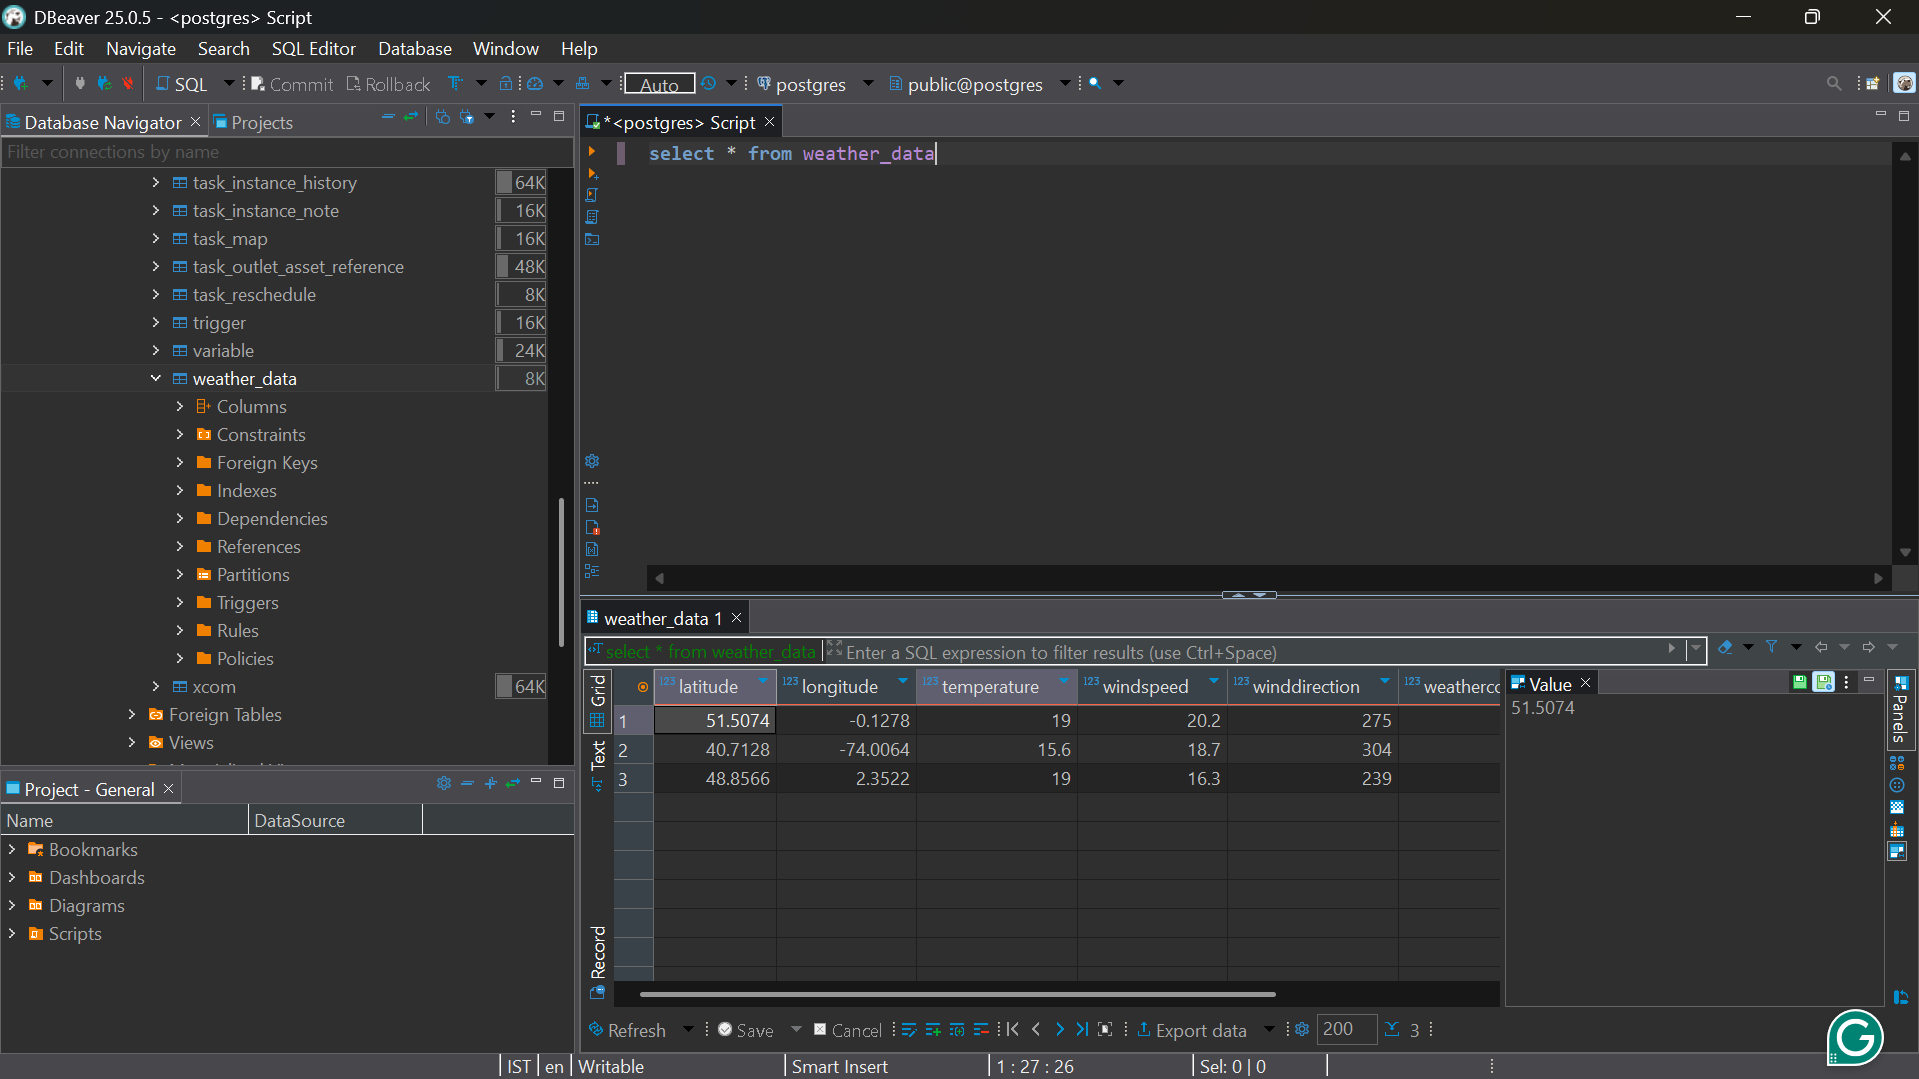 DBeaver 25.0.5 - <postgres> Script
File Edit Navigate Search SQL Editor Database Window Help
SQL Commit Rollback Auto postgres public@postgres
Database Navigator Projects
Filter connections by name
task_instance_history 64K
task_instance_note 16K
task_map 16K
task_outlet_asset_reference 48K
task_reschedule 8K
trigger 16K
variable 24K
weather_data 8K
Columns
Constraints
Foreign Keys
Indexes
Dependencies
References
Partitions
Triggers
Rules
Policies
xcom 64K
Foreign Tables
Views
Project - General
Name DataSource
Bookmarks
Dashboards
Diagrams
Scripts
*<postgres> Script
select * from weather_data
weather_data 1
select * from weather_data Enter a SQL expression to filter results (use Ctrl+Space)
Grid
Text
Record
123 latitude 123 longitude 123 temperature 123 windspeed 123 winddirection 123 weatherco
1 51.5074 -0.1278 19 20.2 275
2 40.7128 -74.0064 15.6 18.7 304
3 48.8566 2.3522 19 16.3 239
Value
51.5074
Panels
Refresh Save Cancel Export data 200 3
IST en Writable Smart Insert 1 : 27 : 26 Sel: 0 | 0